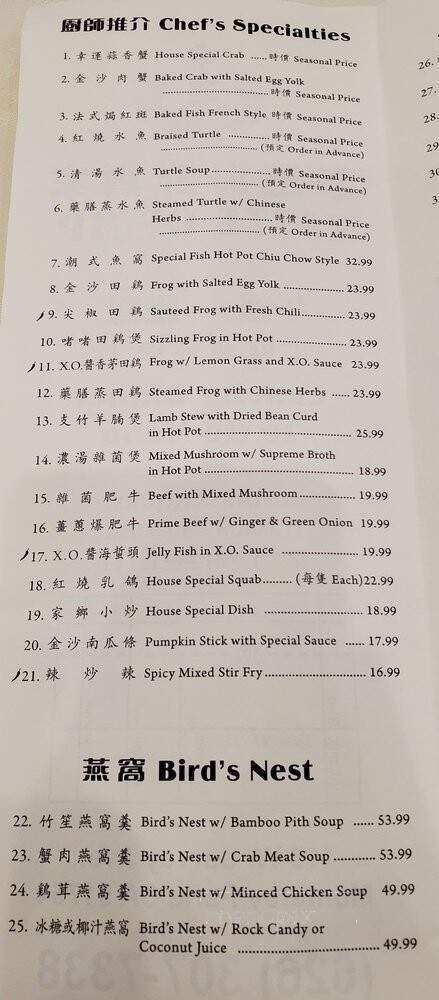 廚師推介 Chef's Specialties
1. 幸運蒜香蟹 House Special Crab ...... 時價 Seasonal Price
2. 金沙肉蟹 Baked Crab with Salted Egg Yolk
...................................... 時價 Seasonal Price
3. 法式焗紅斑 Baked Fish French Style 時價 Seasonal Price
4. 紅燒水魚 Braised Turtle ............... 時價 Seasonal Price
................................ (預定 Order in Advance)
5. 清湯水魚 Turtle Soup .................... 時價 Seasonal Price
................................ (預定 Order in Advance)
6. 藥膳蒸水魚 Steamed Turtle w/ Chinese
Herbs ............................. 時價 Seasonal Price
................................ (預定 Order in Advance)
7. 潮式魚窩 Special Fish Hot Pot Chiu Chow Style 32.99
8. 金沙田鷄 Frog with Salted Egg Yolk .................... 23.99
9. 尖椒田鷄 Sauteed Frog with Fresh Chili .............. 23.99
10. 啫啫田鷄煲 Sizzling Frog in Hot Pot ....................... 23.99
11. X.O.醬香茅田鷄 Frog w/ Lemon Grass and X.O. Sauce 23.99
12. 藥膳蒸田鷄 Steamed Frog with Chinese Herbs ...... 23.99
13. 支竹羊腩煲 Lamb Stew with Dried Bean Curd
in Hot Pot ................................................ 25.99
14. 濃湯雜菌煲 Mixed Mushroom w/ Supreme Broth
in Hot Pot ................................................ 18.99
15. 雜菌肥牛 Beef with Mixed Mushroom .................. 19.99
16. 薑蔥爆肥牛 Prime Beef w/ Ginger & Green Onion 19.99
17. X.O.醬海蜇頭 Jelly Fish in X.O. Sauce ........................ 19.99
18. 紅燒乳鴿 House Special Squab ......... (每隻 Each) 22.99
19. 家鄉小炒 House Special Dish .............................. 18.99
20. 金沙南瓜條 Pumpkin Stick with Special Sauce ...... 17.99
21. 辣炒辣 Spicy Mixed Stir Fry ............................... 16.99
燕窩 Bird's Nest
22. 竹笙燕窩羹 Bird's Nest w/ Bamboo Pith Soup ...... 53.99
23. 蟹肉燕窩羹 Bird's Nest w/ Crab Meat Soup ............ 53.99
24. 鷄茸燕窩羹 Bird's Nest w/ Minced Chicken Soup 49.99
25. 冰糖或椰汁燕窩 Bird's Nest w/ Rock Candy or
Coconut Juice ........................................ 49.99
26.
27.
28.
29
30
3